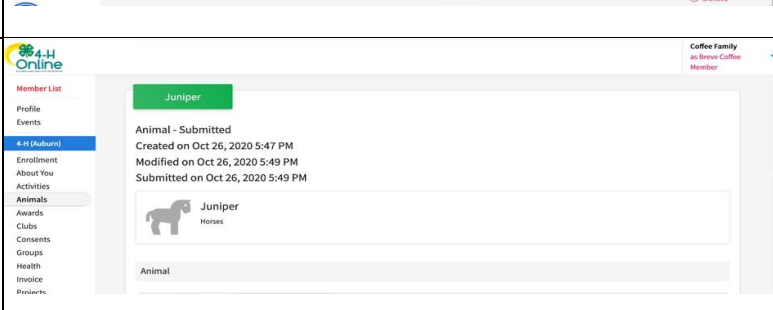 4-H
Online
Coffee Family
as Breve Coffee
Member
Member List
Profile
Events
4-H (Auburn)
Enrollment
About You
Activities
Animals
Awards
Clubs
Consents
Groups
Health
Invoice
Projects
Juniper
Animal - Submitted
Created on Oct 26, 2020 5:47 PM
Modified on Oct 26, 2020 5:49 PM
Submitted on Oct 26, 2020 5:49 PM
Juniper
Horses
Animal